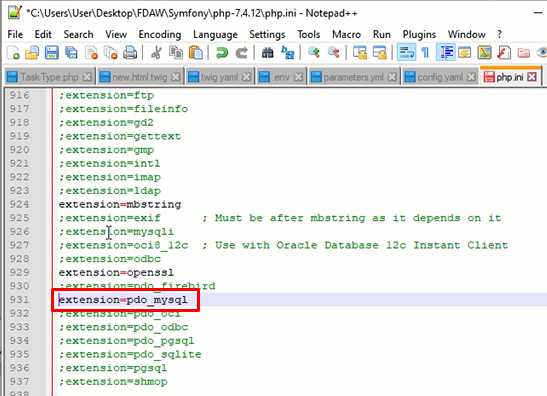 *C:\Users\User\Desktop\FDAW\Symfony\php-7.4.12\php.ini - Notepad++
File Edit Search View Encoding Language Settings Tools Macro Run Plugins Window ?
TaskType.php new.html.twig twig.yaml .env parameters.yml config.yaml php.ini
916 ;extension=ftp
917 ;extension=fileinfo
918 ;extension=gd2
919 ;extension=gettext
920 ;extension=gmp
921 ;extension=intl
922 ;extension=imap
923 ;extension=ldap
924 extension=mbstring
925 ;extension=exif ; Must be after mbstring as it depends on it
926 ;extension=mysqli
927 ;extension=oci8_12c ; Use with Oracle Database 12c Instant Client
928 ;extension=odbc
929 extension=openssl
930 ;extension=pdo_firebird
931 extension=pdo_mysql
932 ;extension=pdo_oci
933 ;extension=pdo_odbc
934 ;extension=pdo_pgsql
935 ;extension=pdo_sqlite
936 ;extension=pgsql
937 ;extension=shmop
938